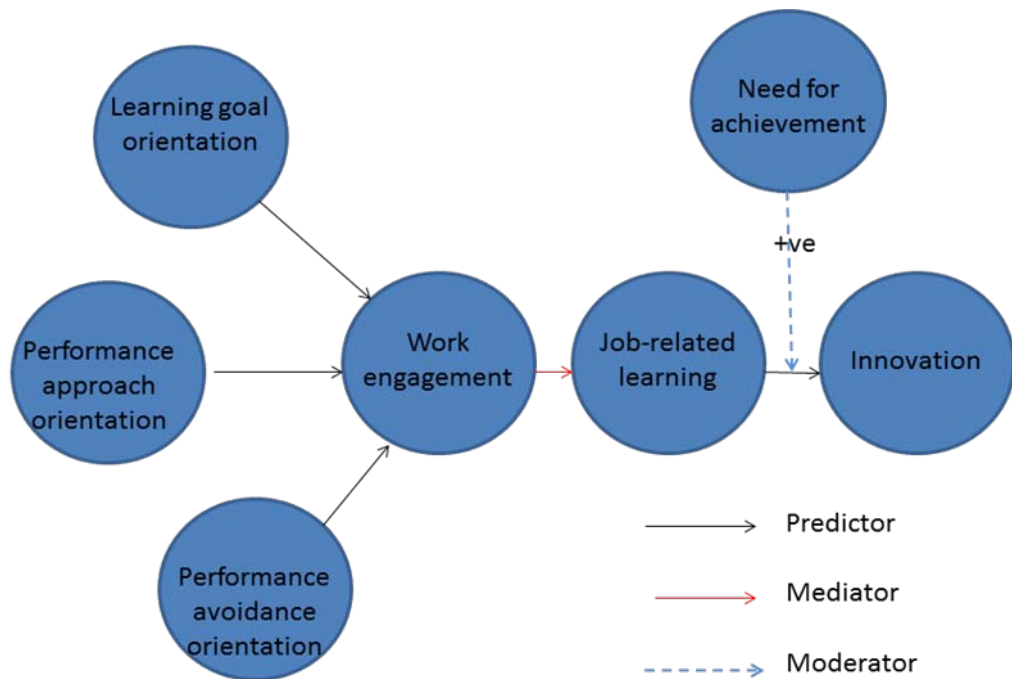 Learning goal
orientation
Need for
achievement
+ve
Performance
approach
orientation
Work
engagement
Job-related
learning
Innovation
Performance
avoidance
orientation
Predictor
Mediator
Moderator